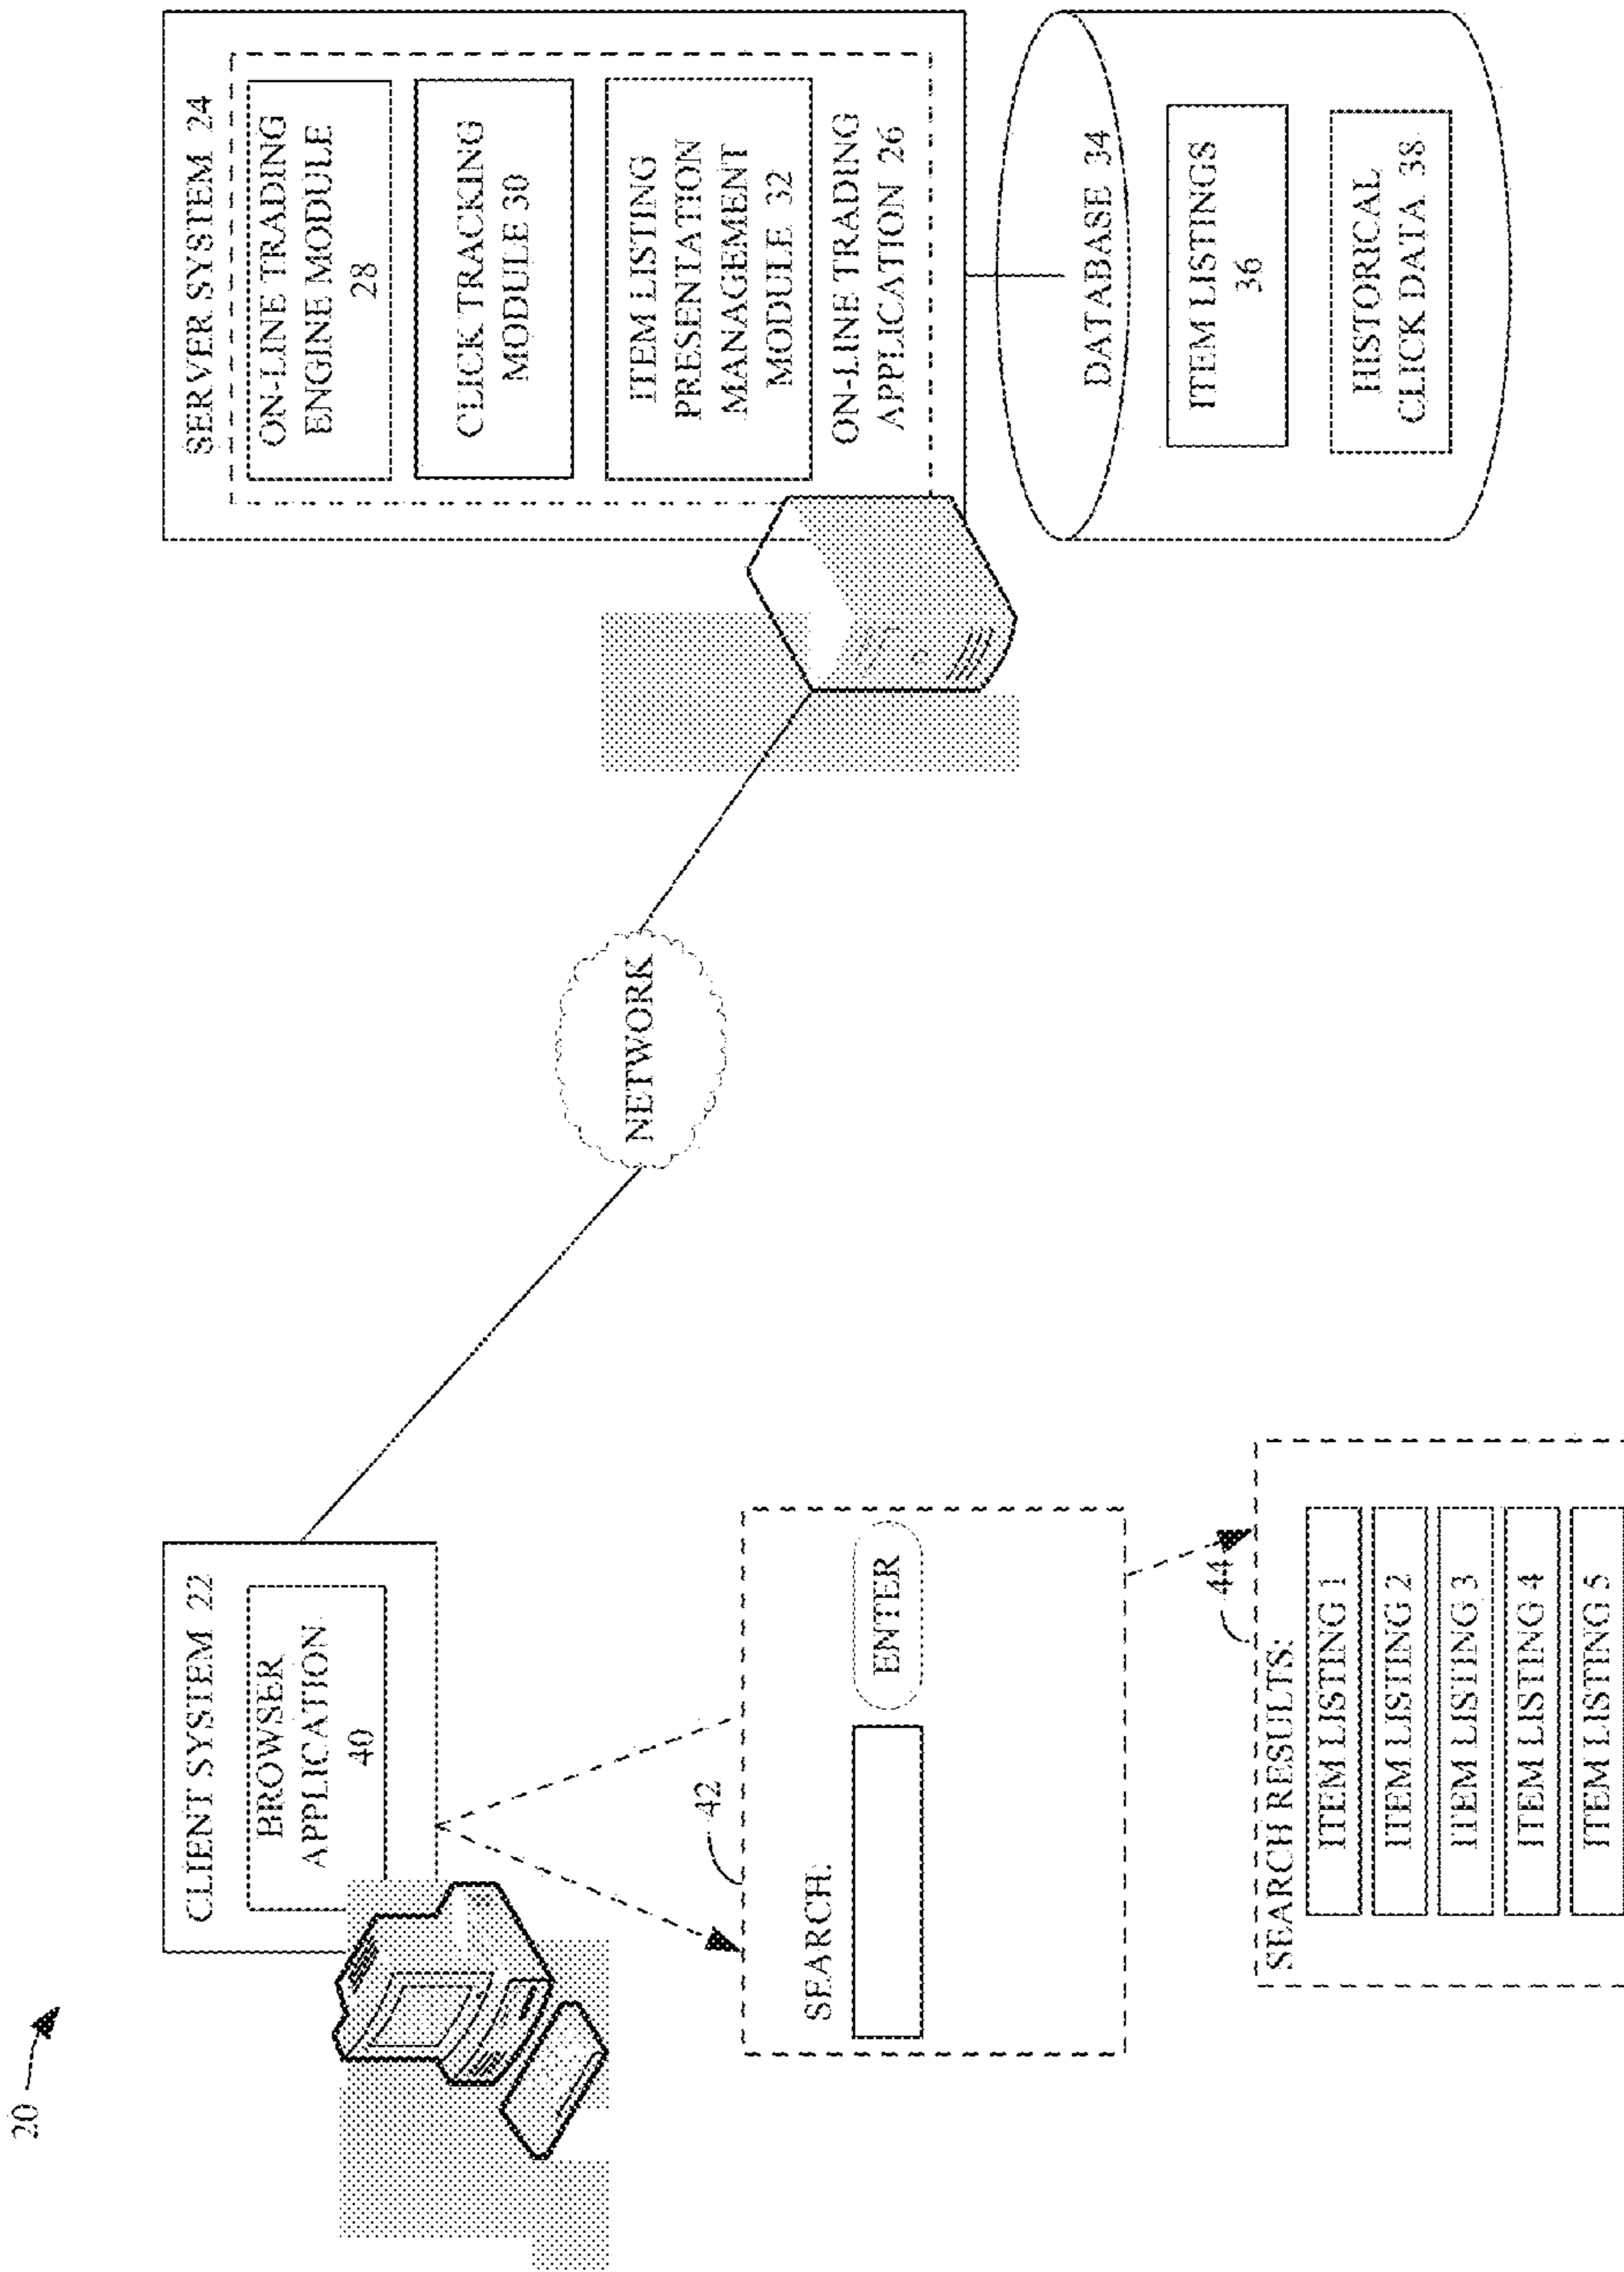 20
CLIENT SYSTEM 22
BROWSER
APPLICATION
40
42
SEARCH:
ENTER
44
SEARCH RESULTS:
ITEM LISTING 1
ITEM LISTING 2
ITEM LISTING 3
ITEM LISTING 4
ITEM LISTING 5
NETWORK
SERVER SYSTEM 24
ON-LINE TRADING
ENGINE MODULE
28
CLICK TRACKING
MODULE 30
ITEM LISTING
PRESENTATION
MANAGEMENT
MODULE 32
ON-LINE TRADING
APPLICATION 26
DATABASE 34
ITEM LISTINGS
36
HISTORICAL
CLICK DATA 38